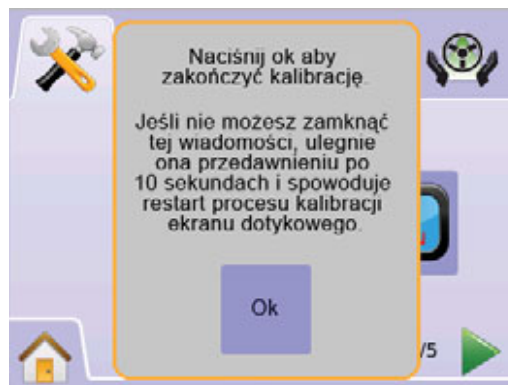 Naciśnij ok aby
zakończyć kalibrację.
Jeśli nie możesz zamknąć
tej wiadomości, ulegnie
ona przedawnieniu po
10 sekundach i spowoduje
restart procesu kalibracji
ekranu dotykowego.
Ok
/5